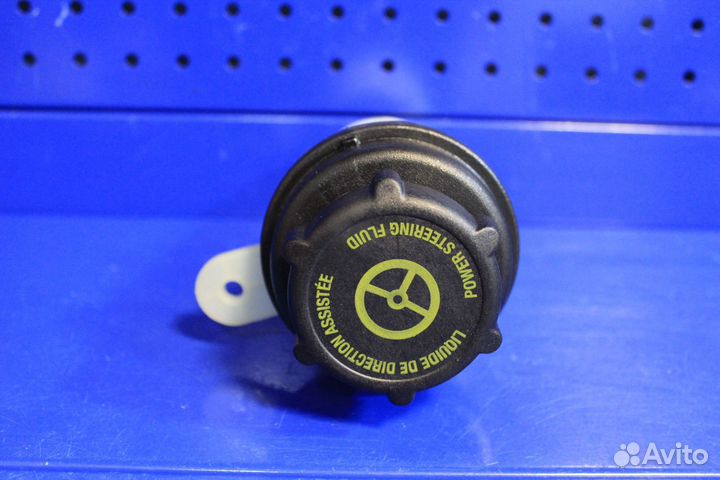 POWER STEERING FLUID
LIQUIDE DE DIRECTION ASSISTÉE
Avito